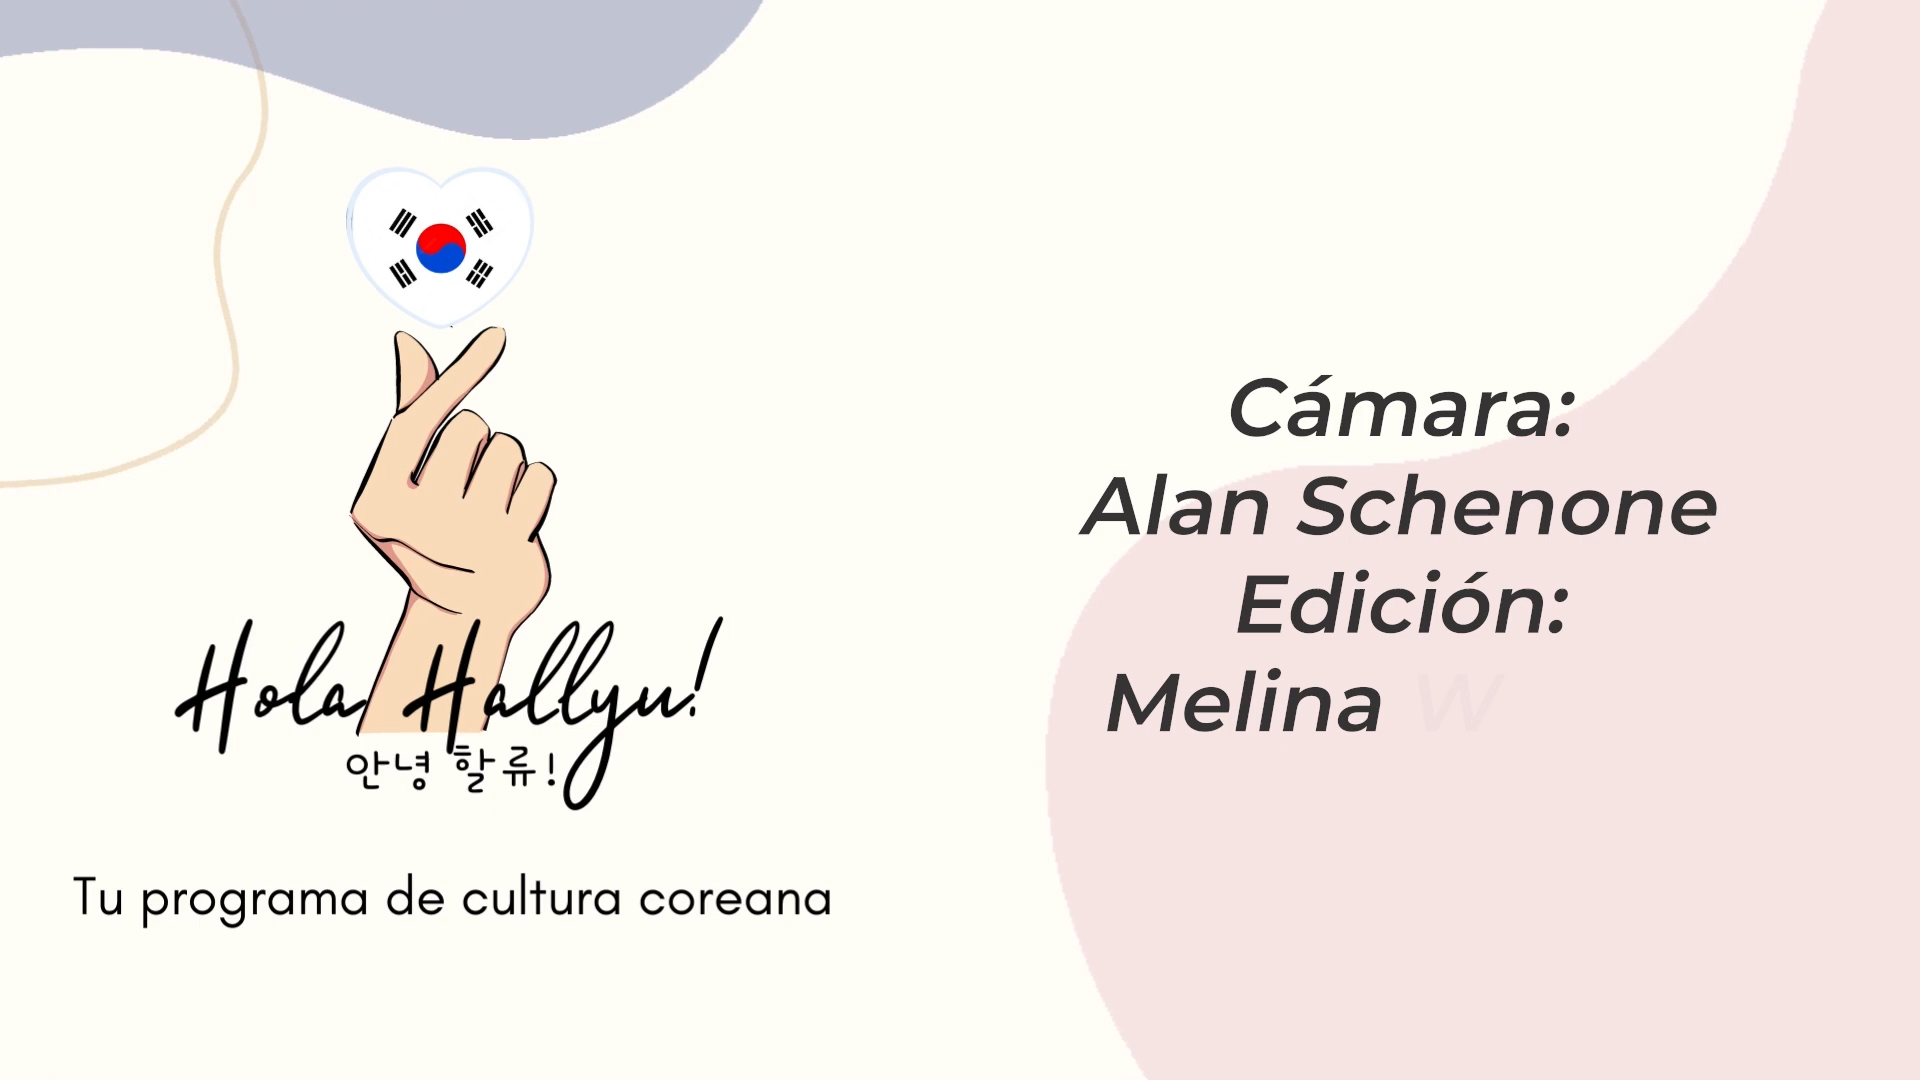 Hola Hallyu!
안녕 할류!
Tu programa de cultura coreana
Cámara:
Alan Schenone
Edición:
Melina W